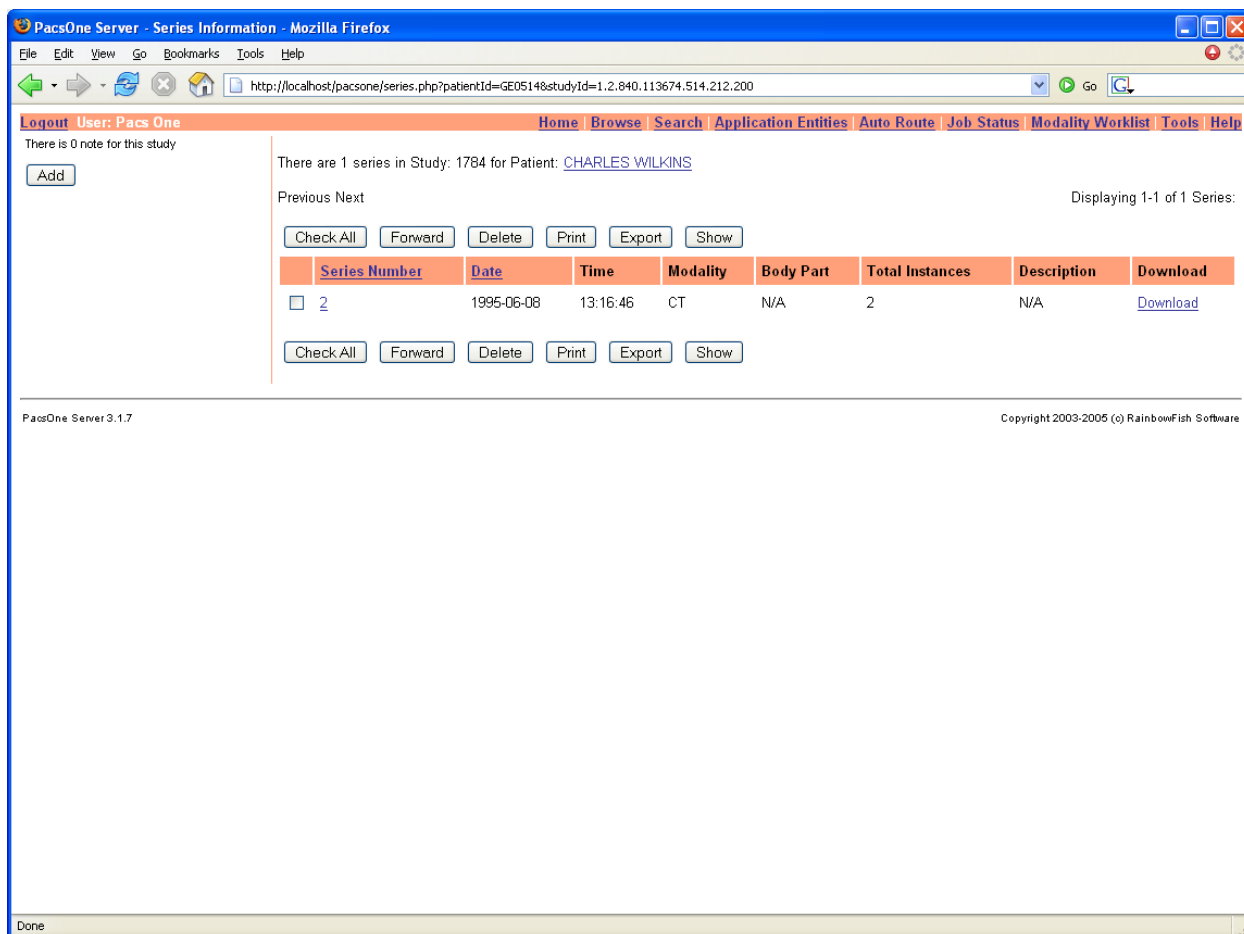 PacsOne Server - Series Information - Mozilla Firefox
File Edit View Go Bookmarks Tools Help
http://localhost/pacsone/series.php?patientId=GE0514&studyId=1.2.840.113674.514.212.200 Go G
Logout User: Pacs One Home | Browse | Search | Application Entities | Auto Route | Job Status | Modality Worklist | Tools | Help
There is 0 note for this study
Add
There are 1 series in Study: 1784 for Patient: CHARLES WILKINS
Previous Next Displaying 1-1 of 1 Series:
Check All Forward Delete Print Export Show
Series Number Date Time Modality Body Part Total Instances Description Download
2 1995-06-08 13:16:46 CT N/A 2 N/A Download
Check All Forward Delete Print Export Show
PacsOne Server 3.1.7 Copyright 2003-2005 (c) RainbowFish Software
Done